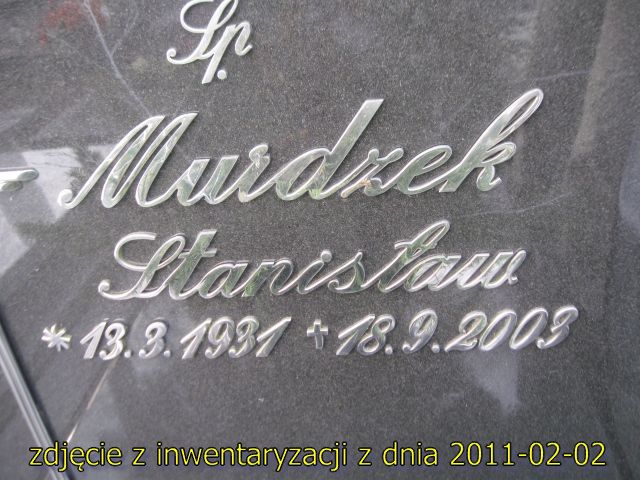 Śp.
Murdzek
Stanisław
* 13.3.1931 ✝ 18.9.2003
zdjęcie z inwentaryzacji z dnia 2011-02-02